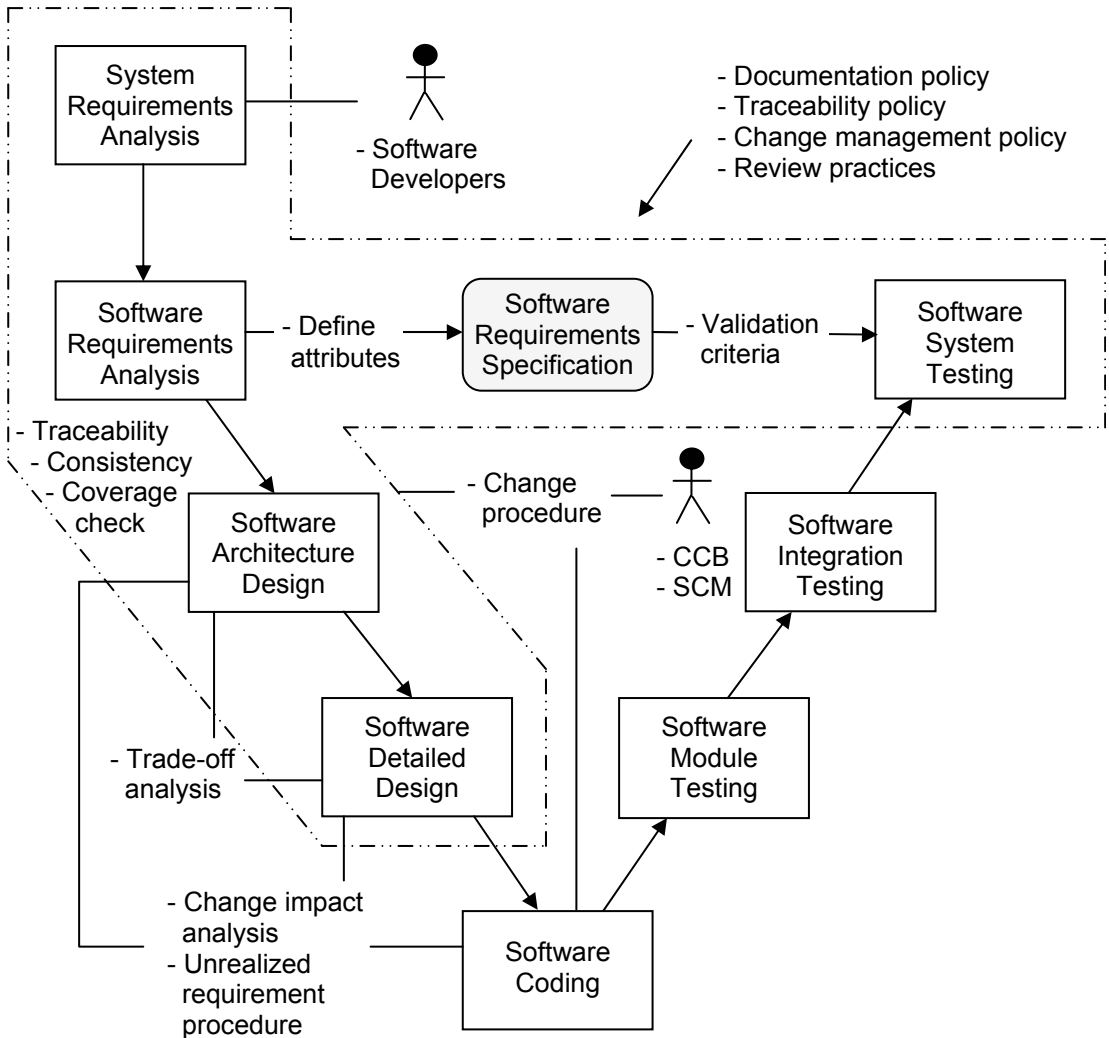 System
Requirements
Analysis
- Software
Developers
- Documentation policy
- Traceability policy
- Change management policy
- Review practices
Software
Requirements
Analysis
- Define
attributes
Software
Requirements
Specification
- Validation
criteria
Software
System
Testing
- Traceability
- Consistency
- Coverage
check
Software
Architecture
Design
- Change
procedure
- CCB
- SCM
Software
Integration
Testing
- Trade-off
analysis
Software
Detailed
Design
Software
Module
Testing
- Change impact
analysis
- Unrealized
requirement
procedure
Software
Coding